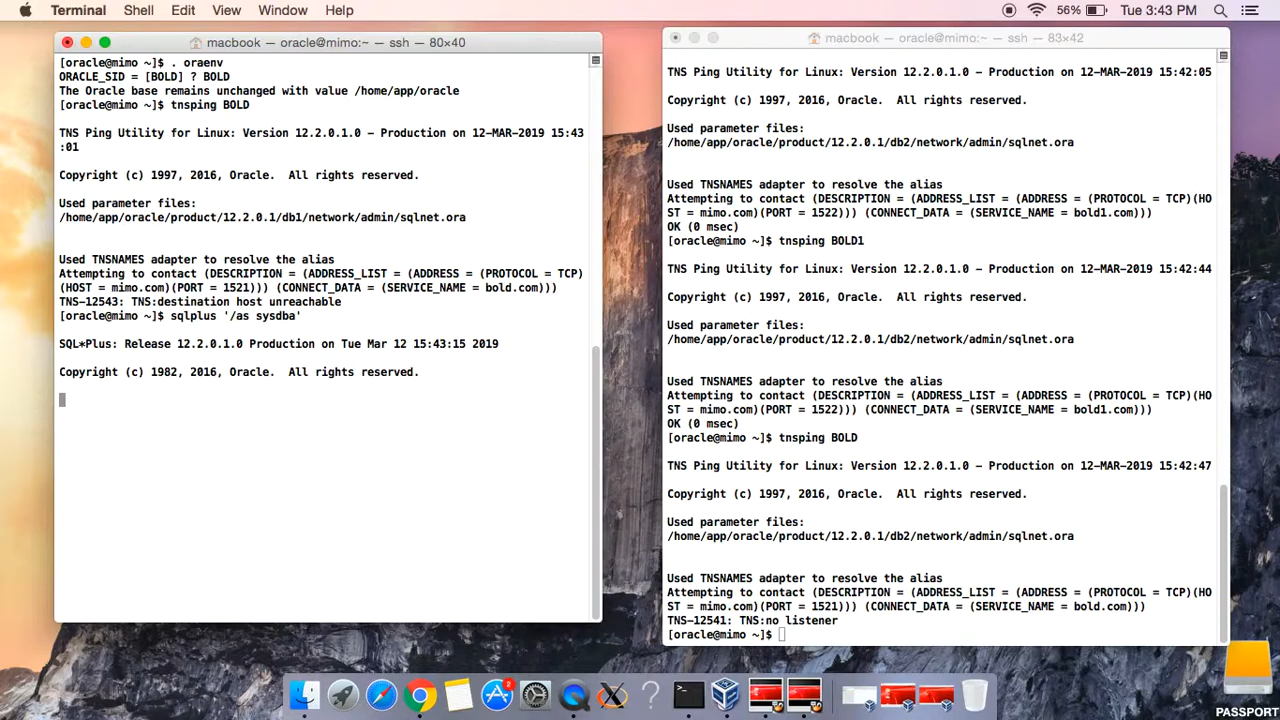 Terminal Shell Edit View Window Help
56% Tue 3:43 PM
macbook — oracle@mimo:~ — ssh — 80×40
[oracle@mimo ~]$ . oraenv
ORACLE_SID = [BOLD] ? BOLD
The Oracle base remains unchanged with value /home/app/oracle
[oracle@mimo ~]$ tnsping BOLD
TNS Ping Utility for Linux: Version 12.2.0.1.0 - Production on 12-MAR-2019 15:43
:01
Copyright (c) 1997, 2016, Oracle.  All rights reserved.
Used parameter files:
/home/app/oracle/product/12.2.0.1/db1/network/admin/sqlnet.ora
Used TNSNAMES adapter to resolve the alias
Attempting to contact (DESCRIPTION = (ADDRESS_LIST = (ADDRESS = (PROTOCOL = TCP)
(HOST = mimo.com)(PORT = 1521))) (CONNECT_DATA = (SERVICE_NAME = bold.com)))
TNS-12543: TNS:destination host unreachable
[oracle@mimo ~]$ sqlplus '/as sysdba'
SQL*Plus: Release 12.2.0.1.0 Production on Tue Mar 12 15:43:15 2019
Copyright (c) 1982, 2016, Oracle.  All rights reserved.
macbook — oracle@mimo:~ — ssh — 83×42
TNS Ping Utility for Linux: Version 12.2.0.1.0 - Production on 12-MAR-2019 15:42:05
Copyright (c) 1997, 2016, Oracle.  All rights reserved.
Used parameter files:
/home/app/oracle/product/12.2.0.1/db2/network/admin/sqlnet.ora
Used TNSNAMES adapter to resolve the alias
Attempting to contact (DESCRIPTION = (ADDRESS_LIST = (ADDRESS = (PROTOCOL = TCP)(HO
ST = mimo.com)(PORT = 1522))) (CONNECT_DATA = (SERVICE_NAME = bold1.com)))
OK (0 msec)
[oracle@mimo ~]$ tnsping BOLD1
TNS Ping Utility for Linux: Version 12.2.0.1.0 - Production on 12-MAR-2019 15:42:44
Copyright (c) 1997, 2016, Oracle.  All rights reserved.
Used parameter files:
/home/app/oracle/product/12.2.0.1/db2/network/admin/sqlnet.ora
Used TNSNAMES adapter to resolve the alias
Attempting to contact (DESCRIPTION = (ADDRESS_LIST = (ADDRESS = (PROTOCOL = TCP)(HO
ST = mimo.com)(PORT = 1522))) (CONNECT_DATA = (SERVICE_NAME = bold1.com)))
OK (0 msec)
[oracle@mimo ~]$ tnsping BOLD
TNS Ping Utility for Linux: Version 12.2.0.1.0 - Production on 12-MAR-2019 15:42:47
Copyright (c) 1997, 2016, Oracle.  All rights reserved.
Used parameter files:
/home/app/oracle/product/12.2.0.1/db2/network/admin/sqlnet.ora
Used TNSNAMES adapter to resolve the alias
Attempting to contact (DESCRIPTION = (ADDRESS_LIST = (ADDRESS = (PROTOCOL = TCP)(HO
ST = mimo.com)(PORT = 1521))) (CONNECT_DATA = (SERVICE_NAME = bold.com)))
TNS-12541: TNS:no listener
[oracle@mimo ~]$
2
PASSPORT